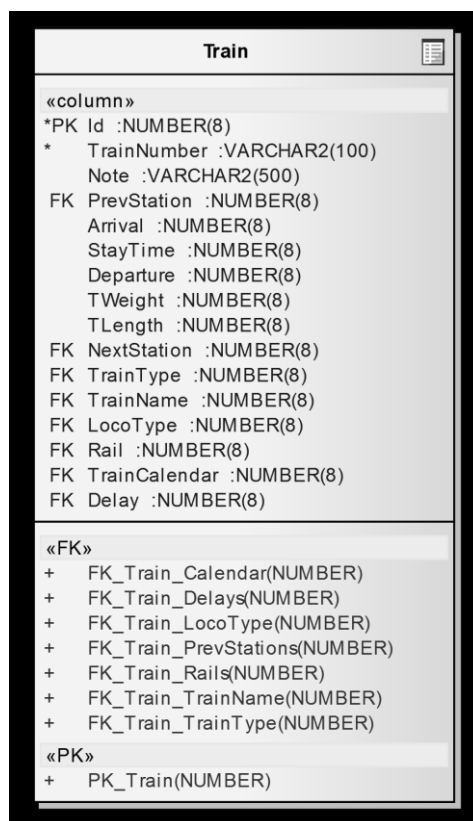 Train
«column»
*PK Id :NUMBER(8)
* TrainNumber :VARCHAR2(100)
Note :VARCHAR2(500)
FK PrevStation :NUMBER(8)
Arrival :NUMBER(8)
StayTime :NUMBER(8)
Departure :NUMBER(8)
TWeight :NUMBER(8)
TLength :NUMBER(8)
FK NextStation :NUMBER(8)
FK TrainType :NUMBER(8)
FK TrainName :NUMBER(8)
FK LocoType :NUMBER(8)
FK Rail :NUMBER(8)
FK TrainCalendar :NUMBER(8)
FK Delay :NUMBER(8)
«FK»
+ FK_Train_Calendar(NUMBER)
+ FK_Train_Delays(NUMBER)
+ FK_Train_LocoType(NUMBER)
+ FK_Train_PrevStations(NUMBER)
+ FK_Train_Rails(NUMBER)
+ FK_Train_TrainName(NUMBER)
+ FK_Train_TrainType(NUMBER)
«PK»
+ PK_Train(NUMBER)